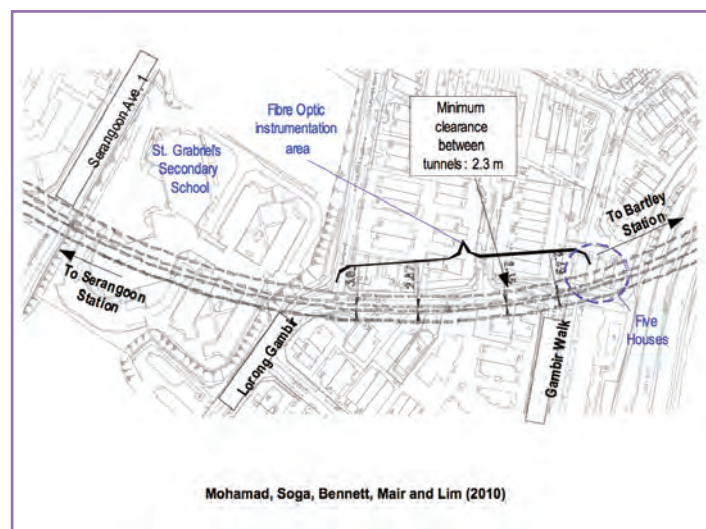 Serangoon Ave. 1
St. Grabriel's
Secondary
School
Fibre Optic
instrumentation
area
Minimum
clearance
between
tunnels: 2.3 m
To Bartley
Station
To Serangoon
Station
Lorong Gambir
Gambir Walk
Five
Houses
Mohamad, Soga, Bennett, Mair and Lim (2010)